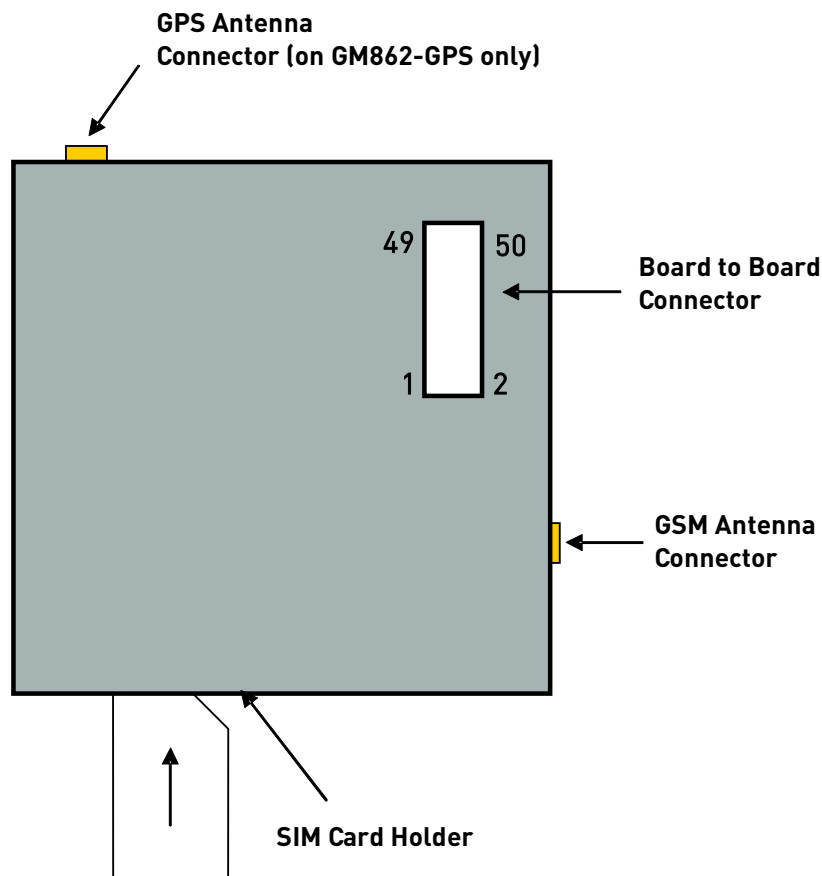 GPS Antenna
Connector (on GM862-GPS only)
49
50
Board to Board
Connector
1
2
GSM Antenna
Connector
SIM Card Holder